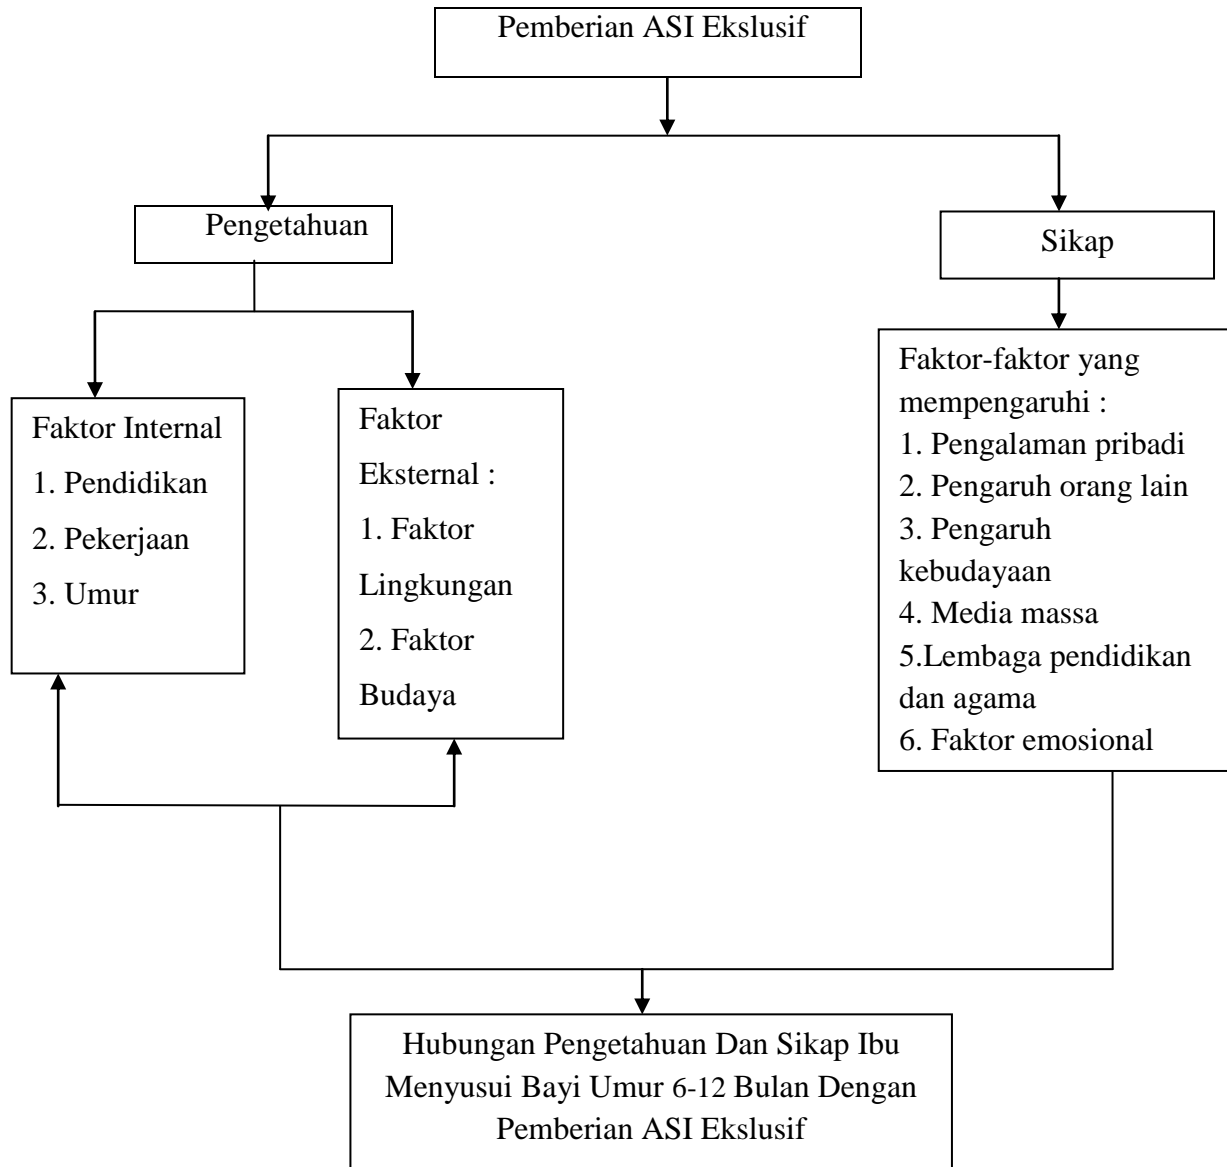 Pemberian ASI Ekslusif
Pengetahuan
Sikap
Faktor Internal
1. Pendidikan
2. Pekerjaan
3. Umur
Faktor
Eksternal :
1. Faktor
Lingkungan
2. Faktor
Budaya
Faktor-faktor yang
mempengaruhi :
1. Pengalaman pribadi
2. Pengaruh orang lain
3. Pengaruh
kebudayaan
4. Media massa
5.Lembaga pendidikan
dan agama
6. Faktor emosional
Hubungan Pengetahuan Dan Sikap Ibu
Menyusui Bayi Umur 6-12 Bulan Dengan
Pemberian ASI Ekslusif